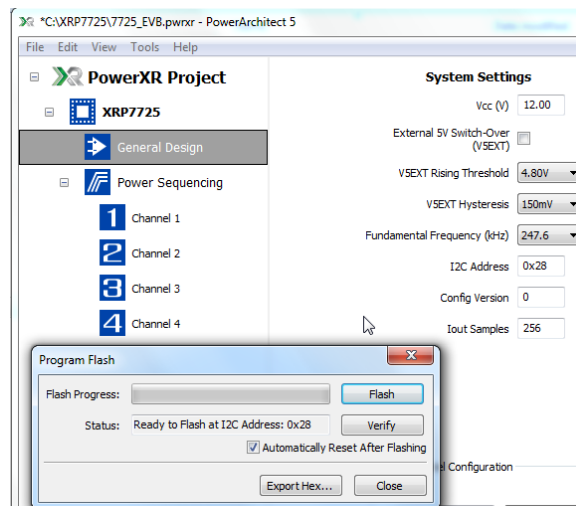 *C:\XRP7725\7725_EVB.pwrxr - PowerArchitect 5
File Edit View Tools Help
PowerXR Project
XRP7725
General Design
Power Sequencing
1 Channel 1
2 Channel 2
3 Channel 3
4 Channel 4
System Settings
Vcc (V) 12.00
External 5V Switch-Over
(V5EXT)
V5EXT Rising Threshold 4.80V
V5EXT Hysteresis 150mV
Fundamental Frequency (kHz) 247.6
I2C Address 0x28
Config Version 0
Iout Samples 256
Configuration
Program Flash
Flash Progress: Flash
Status: Ready to Flash at I2C Address: 0x28 Verify
Automatically Reset After Flashing
Export Hex... Close